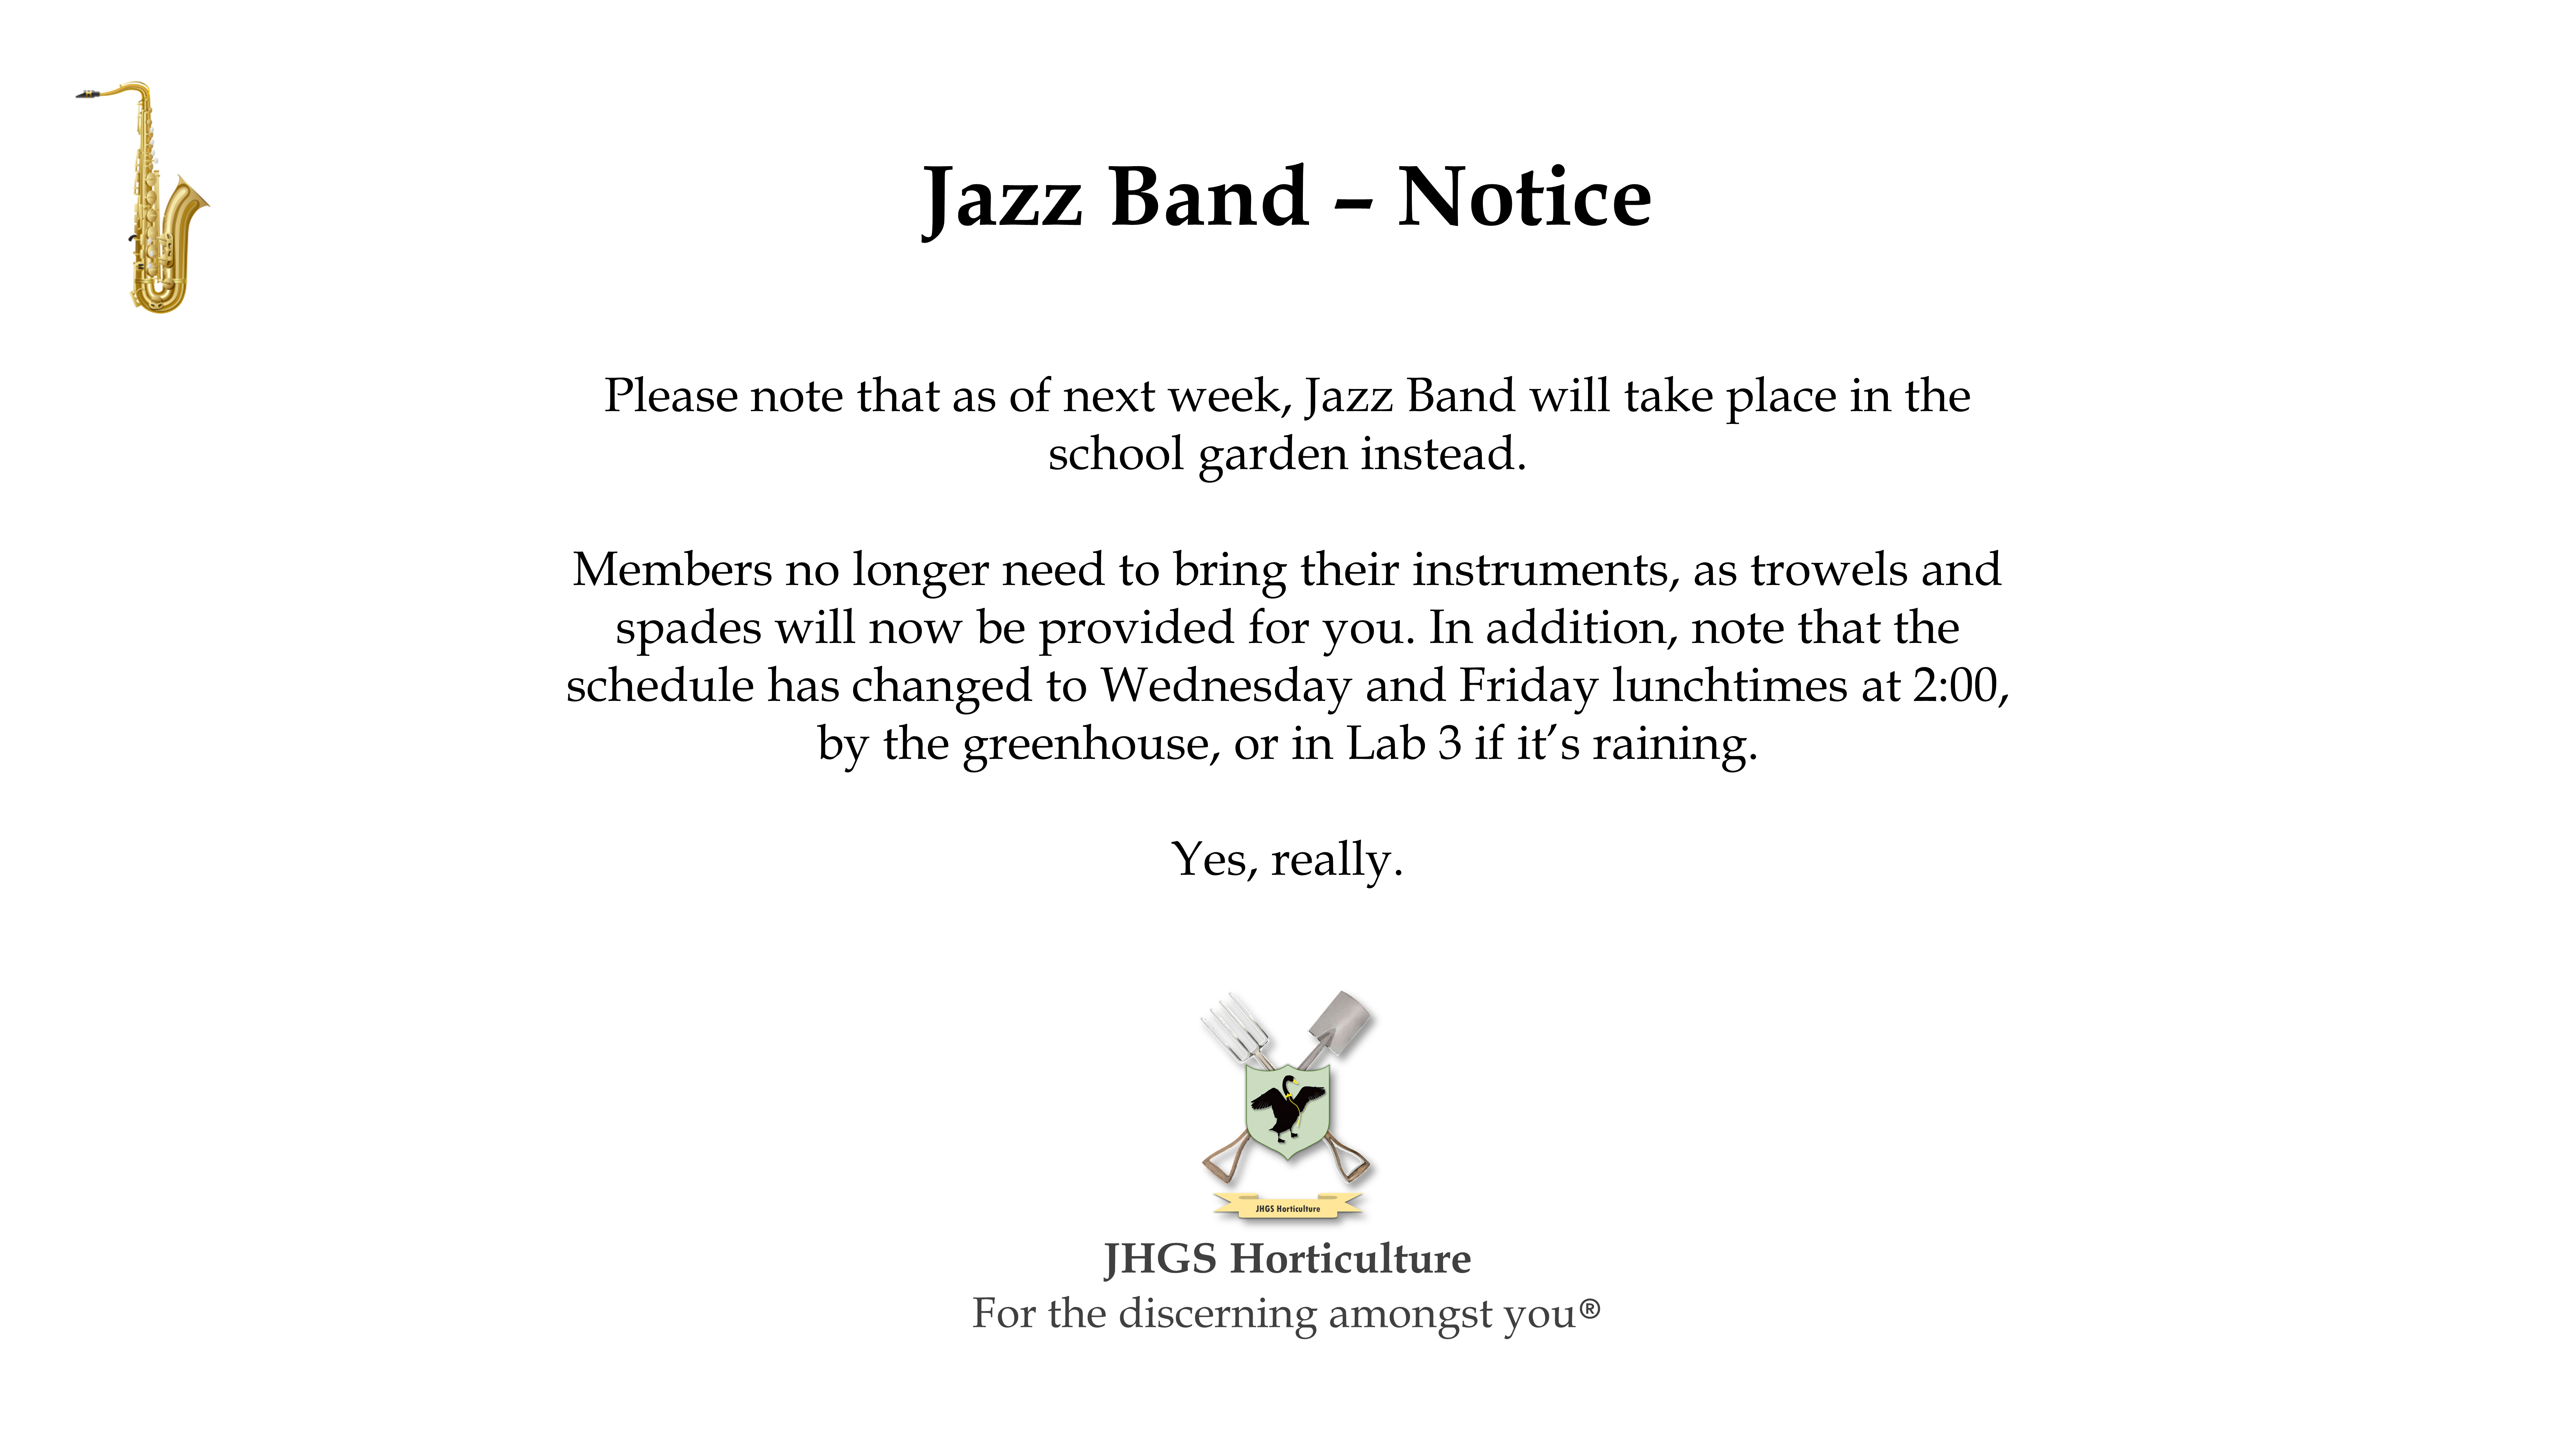 Jazz Band – Notice
Please note that as of next week, Jazz Band will take place in the
school garden instead.
Members no longer need to bring their instruments, as trowels and
spades will now be provided for you. In addition, note that the
schedule has changed to Wednesday and Friday lunchtimes at 2:00,
by the greenhouse, or in Lab 3 if it’s raining.
Yes, really.
JHGS Horticulture
JHGS Horticulture
For the discerning amongst you®